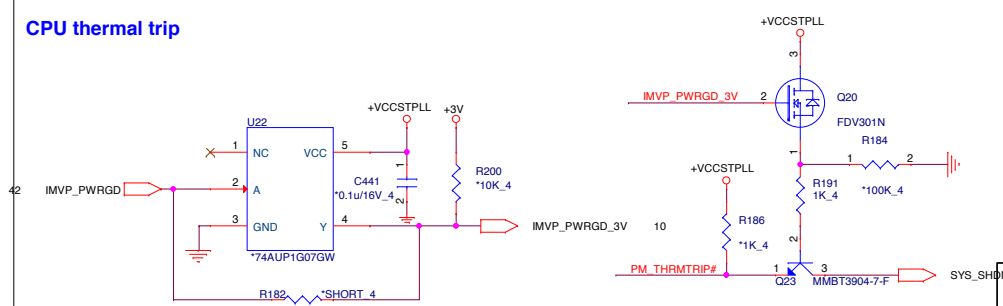 CPU thermal trip
+VCCSTPLL
3
IMVP_PWRGD_3V
2
Q20
FDV301N
1
R184
1
2
*100K_4
R191
1K_4
2
+VCCSTPLL
R186
*1K_4
PM_THRMTRIP#
1
3
Q23
MMBT3904-7-F
U22
+VCCSTPLL
+3V
1
NC
VCC
5
1
C441
*0.1u/16V_4
2
R200
*10K_4
42
IMVP_PWRGD
2
A
3
GND
Y
4
IMVP_PWRGD_3V
10
*74AUP1G07GW
R182
*SHORT_4